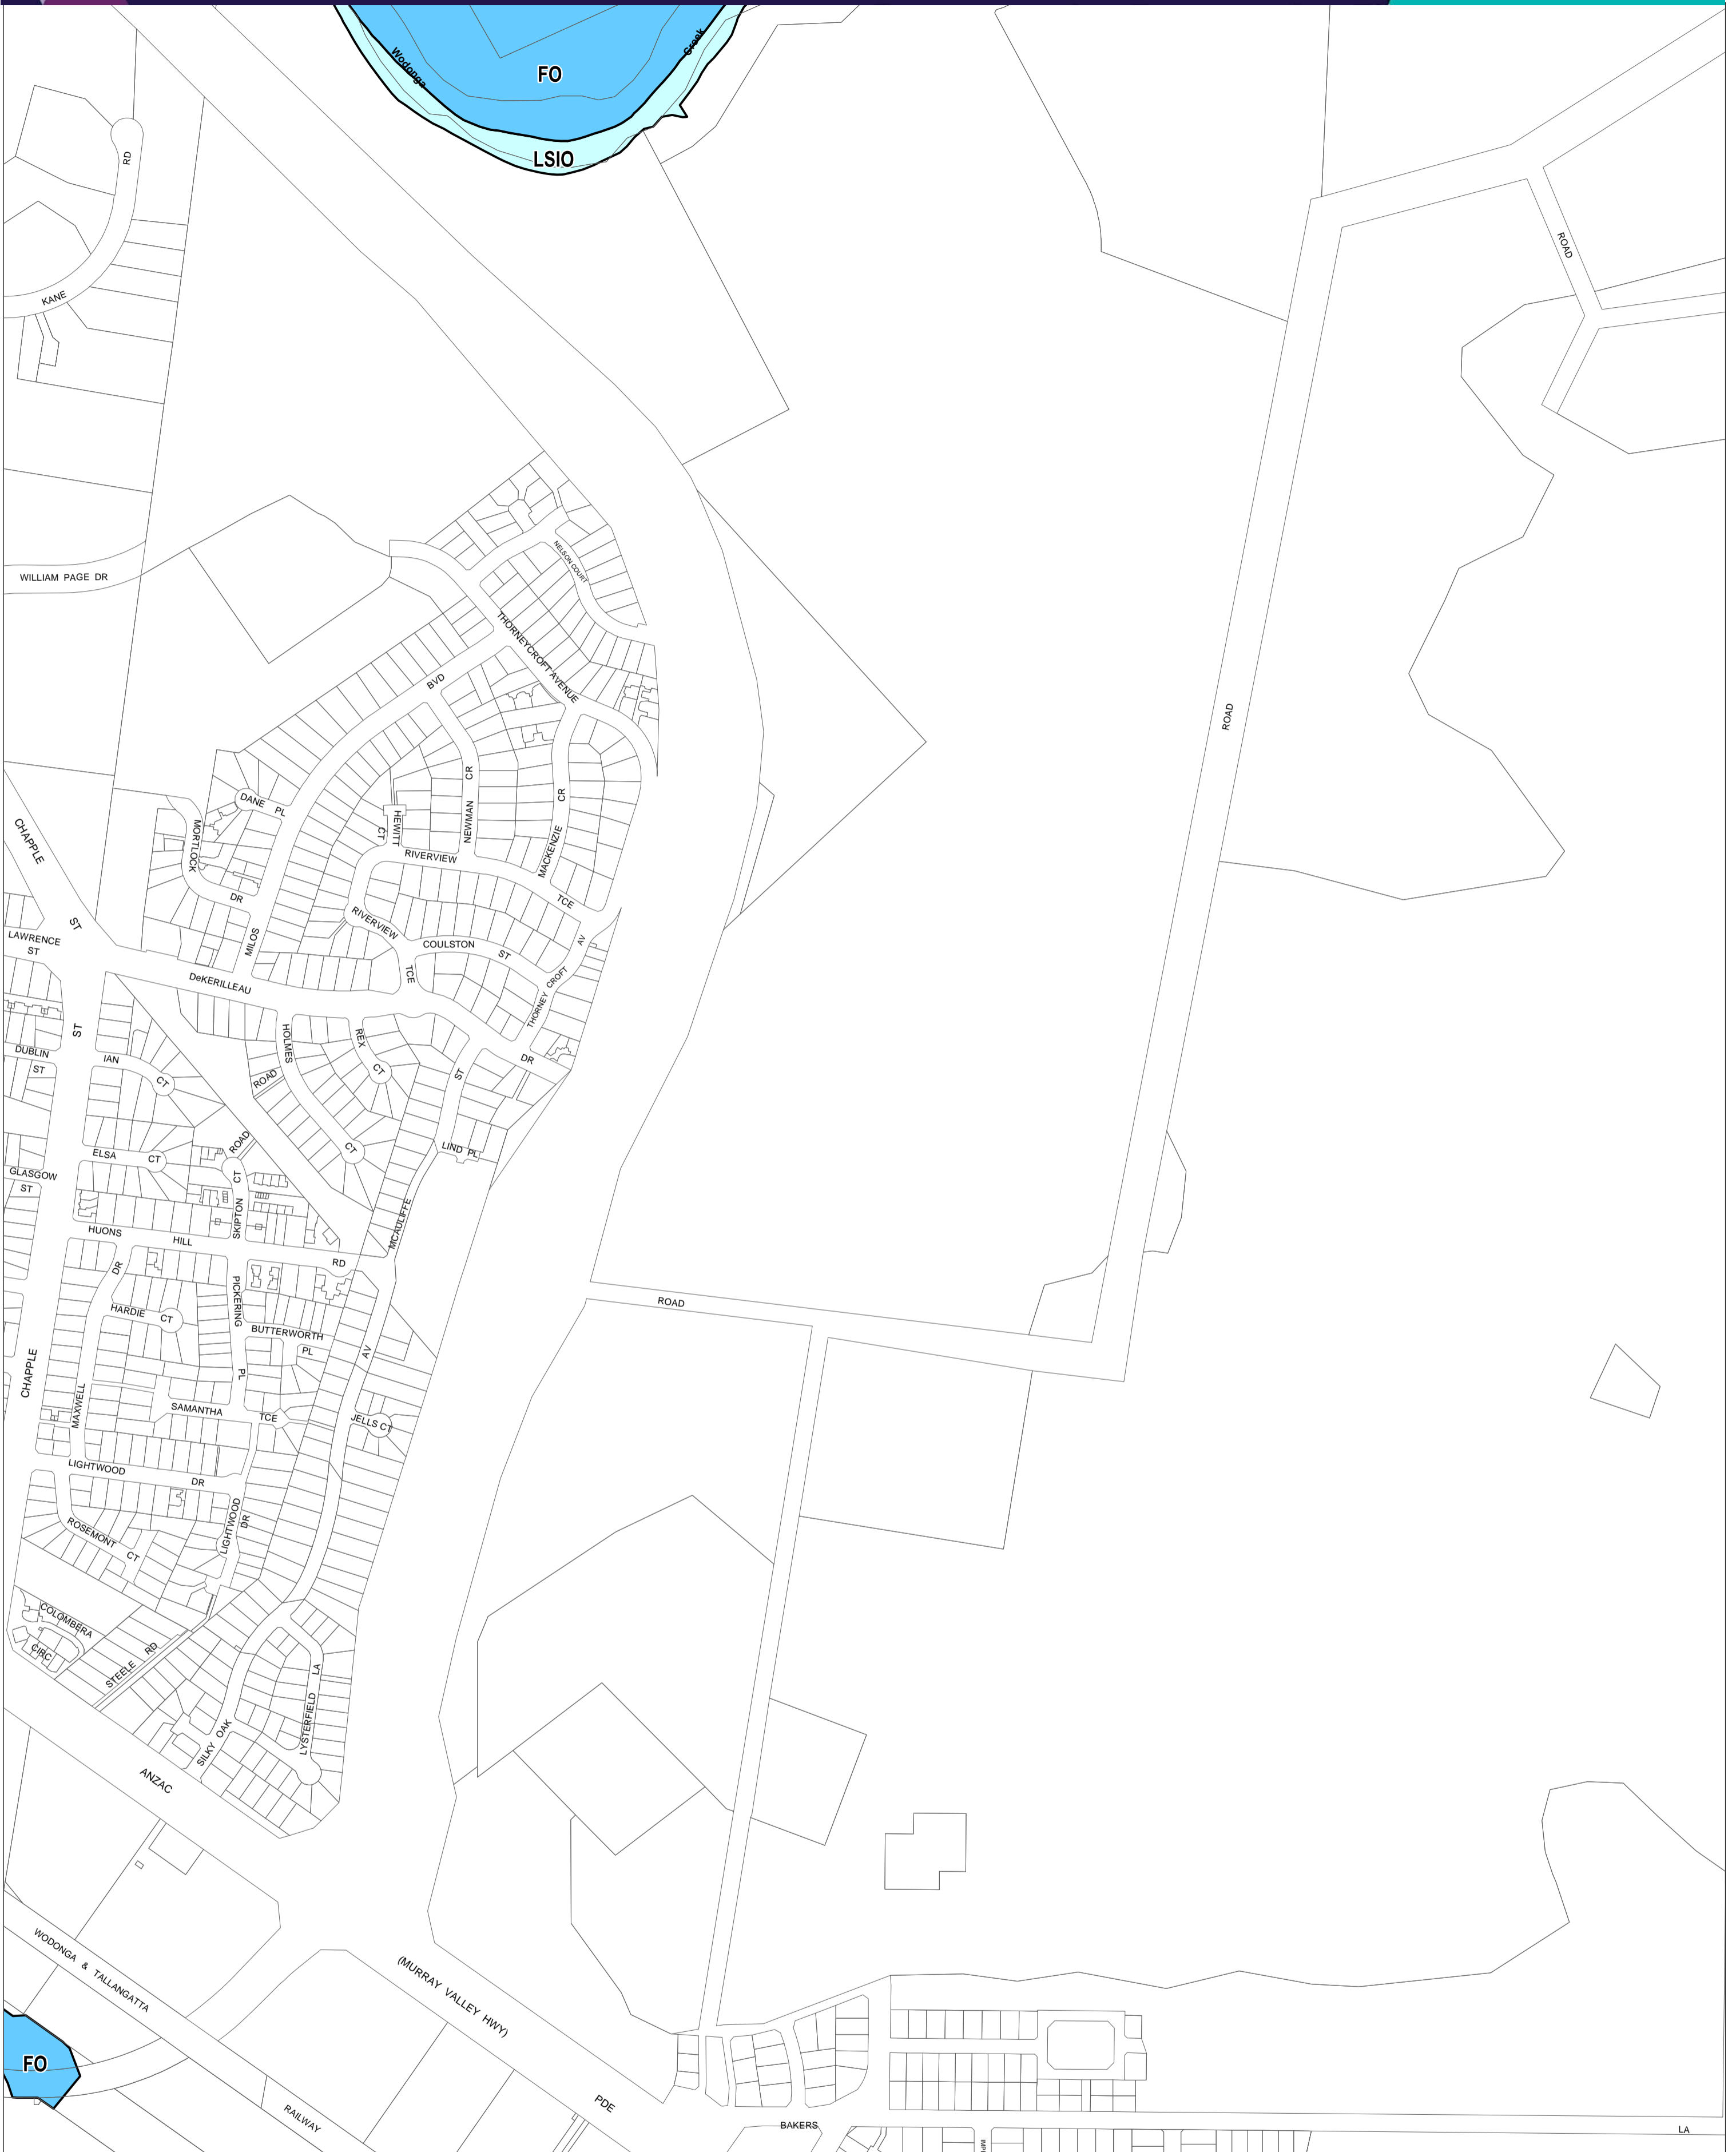 Wodonga
Creek
FO
LSIO
RD
KANE
ROAD
WILLIAM PAGE DR
NELSON COURT
THORNEYCROFT AVENUE
BVD
ROAD
DANE PL
MORTLOCK
DR
MILOS
HEWITT
CT
NEWMAN
CR
MACKENZIE
CR
RIVERVIEW
TCE
RIVERVIEW
TCE
COULSTON
ST
THORNEY CROFT
AV
CHAPPLE
ST
LAWRENCE
ST
DeKERILLEAU
DR
ST
DUBLIN
ST
IAN
CT
HOLMES
CT
REX
CT
ROAD
ST
LIND PL
ELSA
CT
ROAD
SKIPTON
CT
GLASGOW
ST
MCAULIFFE
HUONS
HILL
RD
DR
PICKERING
PL
HARDIE
CT
BUTTERWORTH
PL
ROAD
AV
CHAPPLE
MAXWELL
SAMANTHA
TCE
JELLS CT
LIGHTWOOD
DR
LIGHTWOOD
DR
ROSEMONT
CT
COLOMBERA
CIRC
STEELE
RD
LA
LYSTERFIELD
SILKY OAK
ANZAC
WODONGA & TALLANGATTA
(MURRAY VALLEY HWY)
FO
RAILWAY
PDE
BAKERS
LA